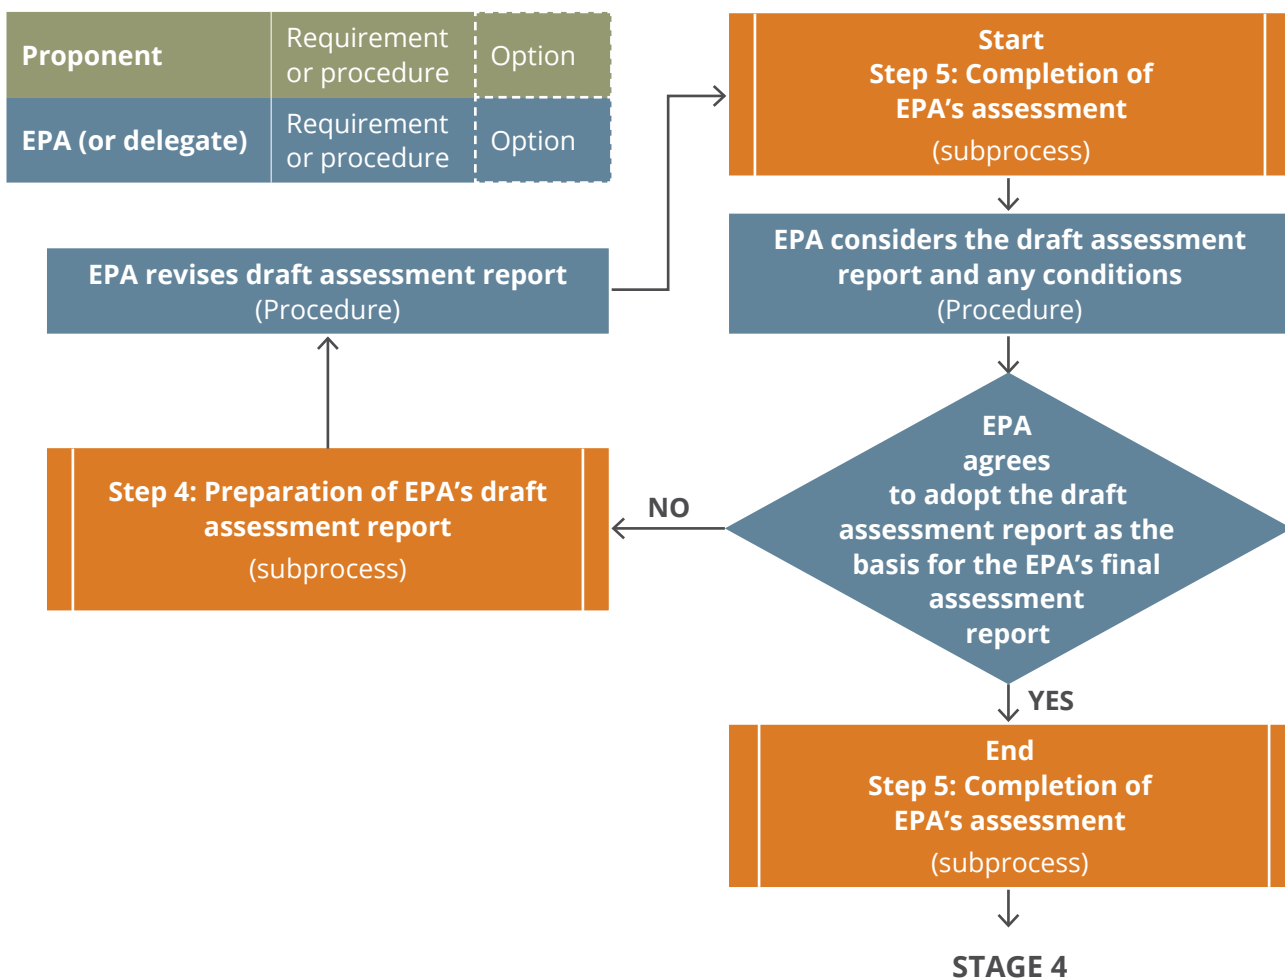 Proponent
Requirement
or procedure
Option
EPA (or delegate)
Requirement
or procedure
Option
Start
Step 5: Completion of
EPA’s assessment
(subprocess)
EPA considers the draft assessment
report and any conditions
(Procedure)
EPA revises draft assessment report
(Procedure)
EPA
agrees
to adopt the draft
assessment report as the
basis for the EPA’s final
assessment
report
NO
Step 4: Preparation of EPA’s draft
assessment report
(subprocess)
YES
End
Step 5: Completion of
EPA’s assessment
(subprocess)
STAGE 4